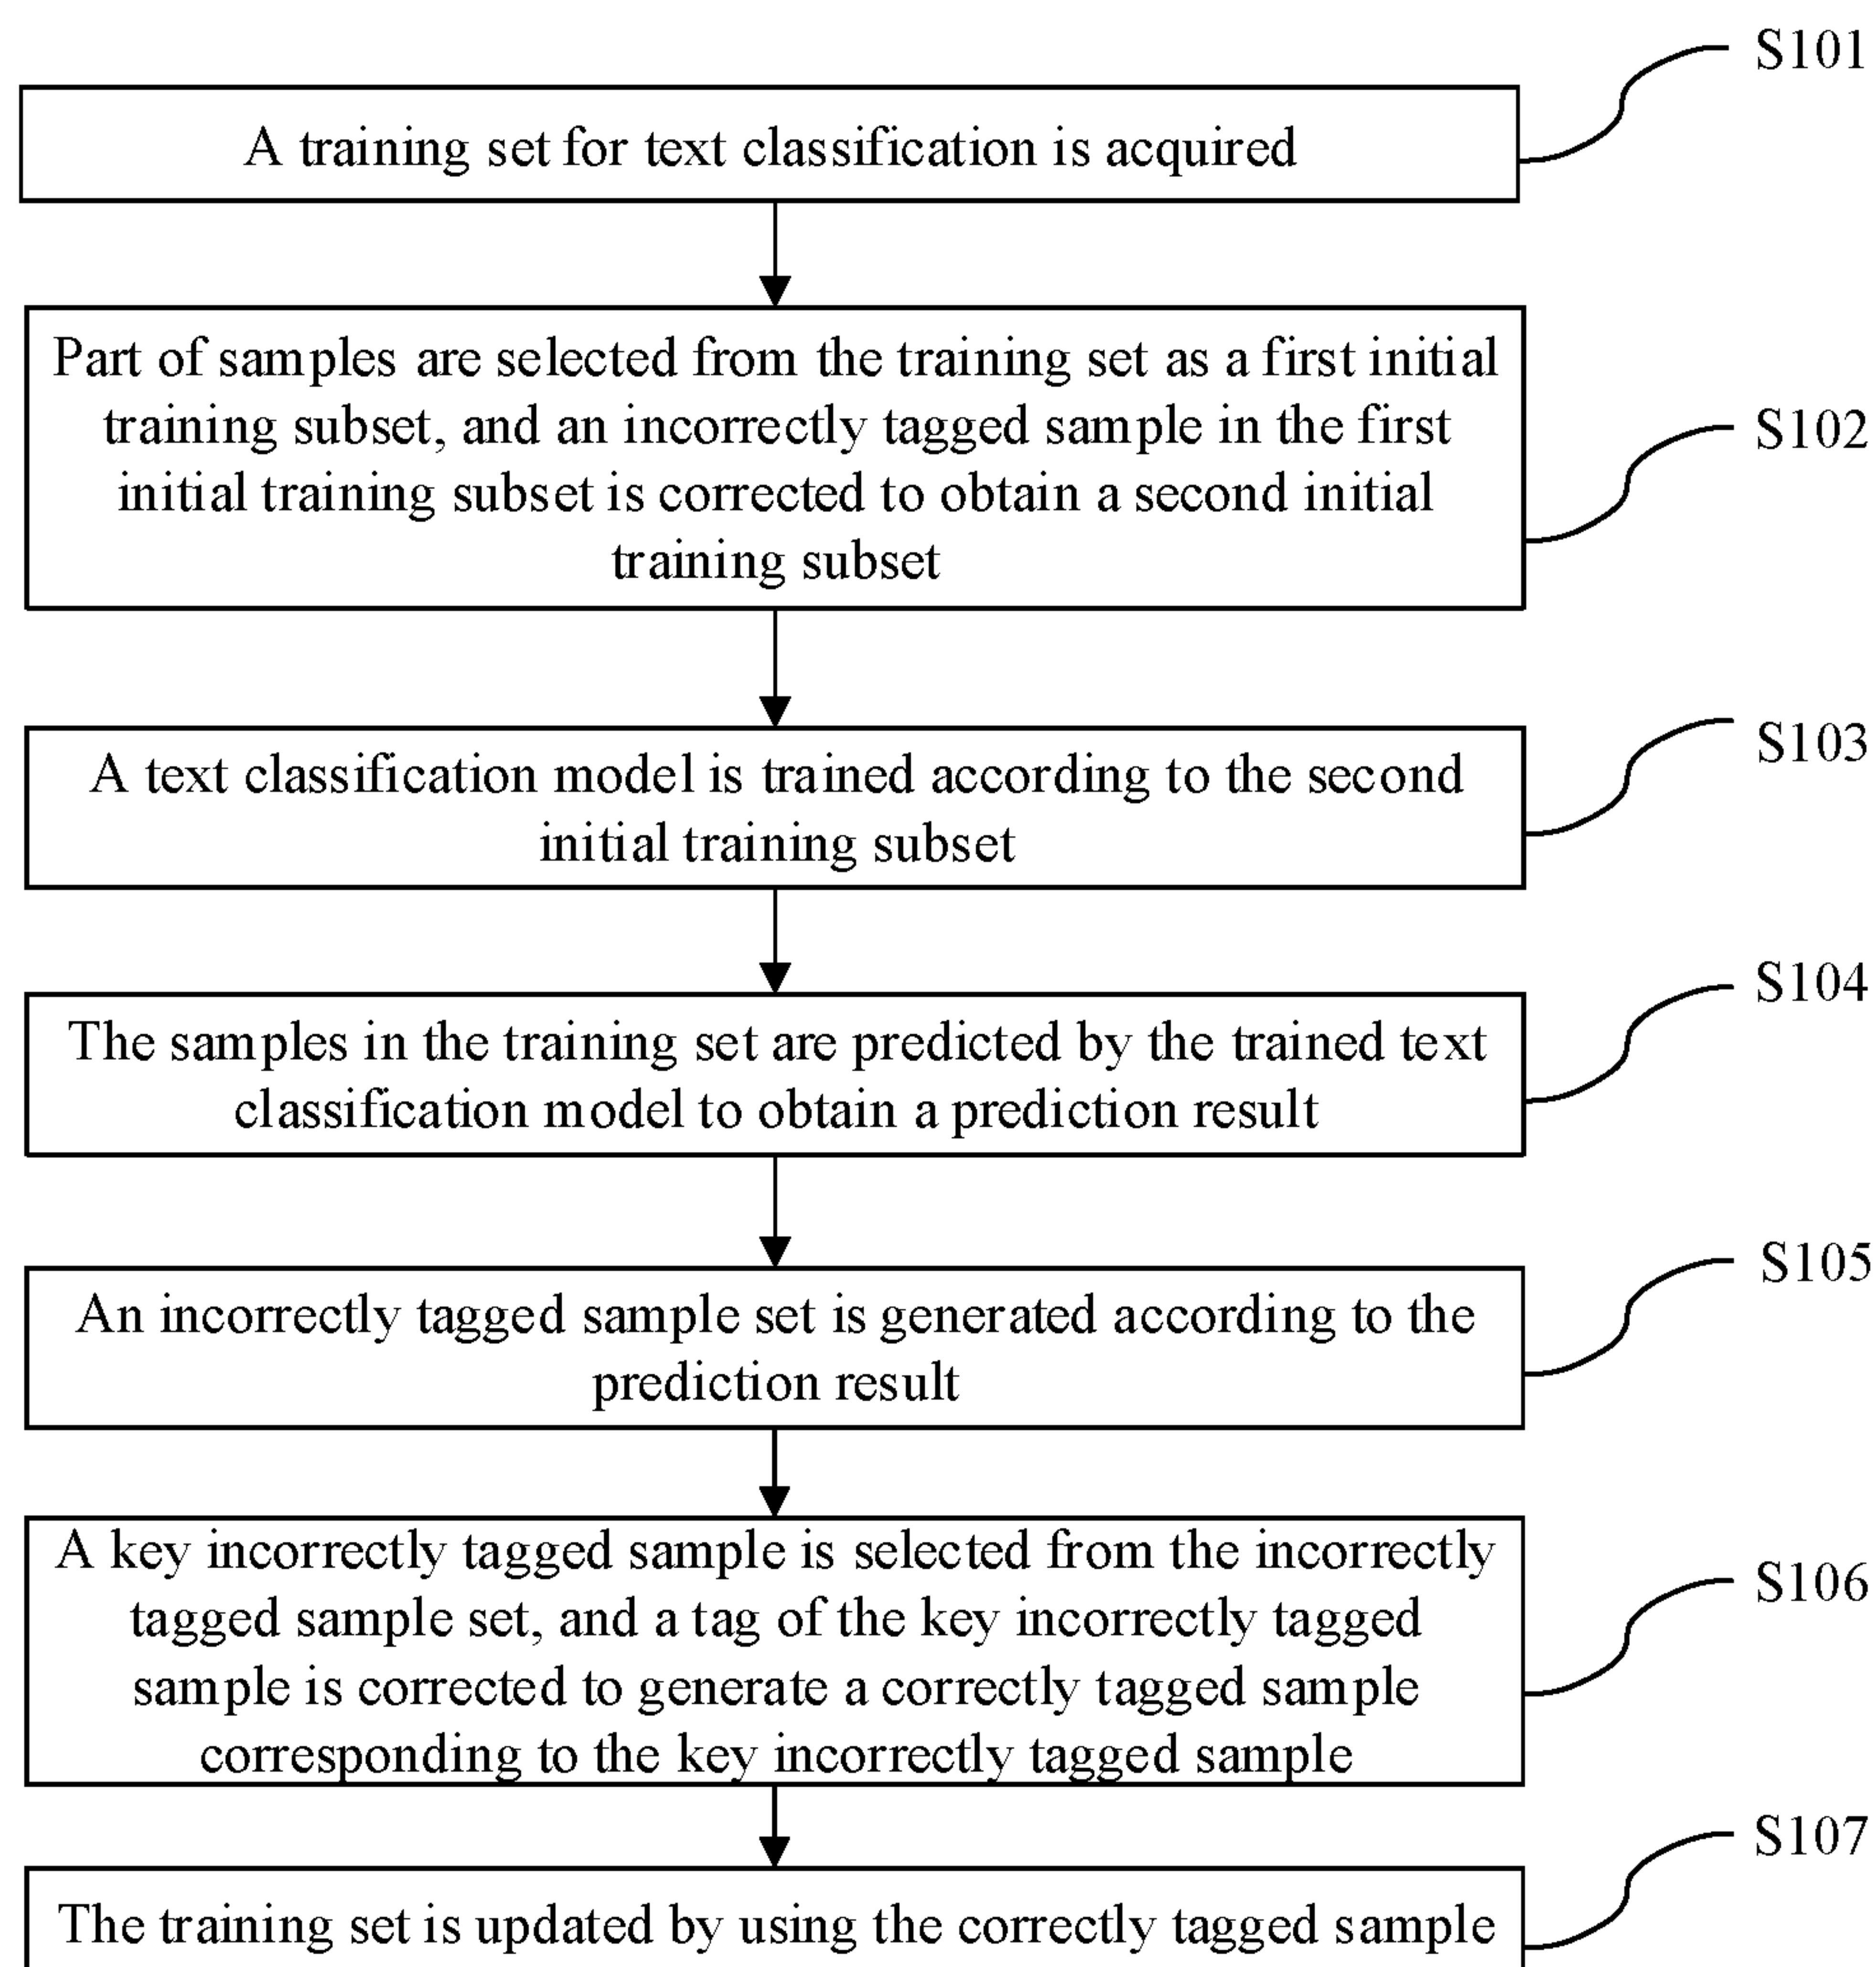 S101
A training set for text classification is acquired
Part of samples are selected from the training set as a first initial
training subset, and an incorrectly tagged sample in the first
initial training subset is corrected to obtain a second initial
training subset
S102
A text classification model is trained according to the second
initial training subset
S103
The samples in the training set are predicted by the trained text
classification model to obtain a prediction result
S104
An incorrectly tagged sample set is generated according to the
prediction result
S105
A key incorrectly tagged sample is selected from the incorrectly
tagged sample set, and a tag of the key incorrectly tagged
sample is corrected to generate a correctly tagged sample
corresponding to the key incorrectly tagged sample
S106
The training set is updated by using the correctly tagged sample
S107